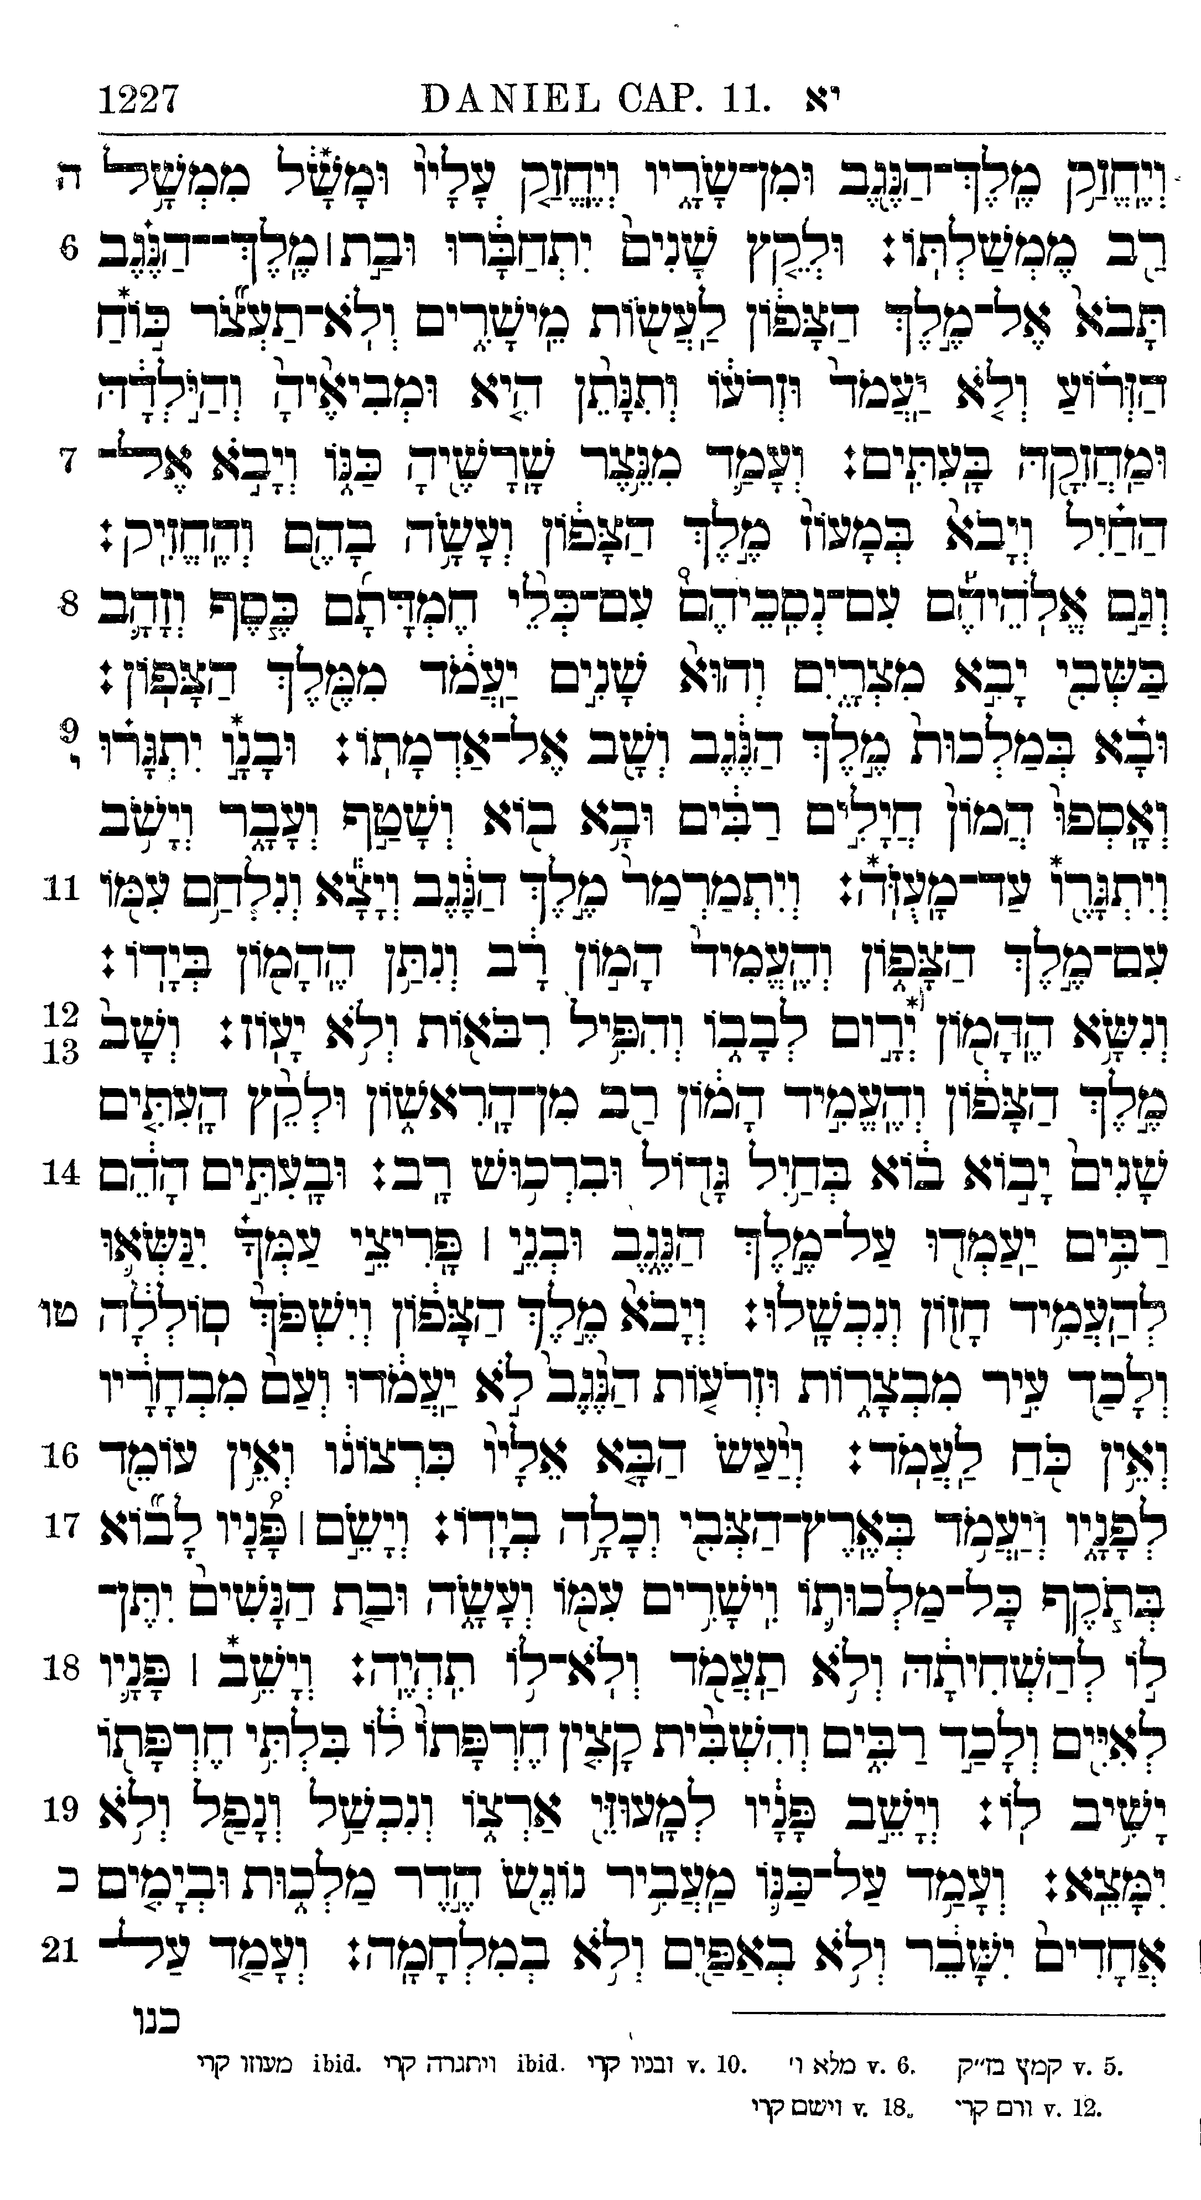 1227 DANIEL CAP. 11. יא
וְיֶחֱזַ֥ק מֶֽלֶךְ־הַנֶּ֖גֶב וּמִן־שָׂרָ֑יו וְיֶחֱזַ֤ק עָלָיו֙ וּמָשָׁ֔ל מִמְשָׁ֥ל ה
רַ֖ב מֶמְשַׁלְתּֽוֹ׃ וּלְקֵ֤ץ שָׁנִים֙ יִתְחַבָּ֔רוּ וּבַ֣ת ׀ מֶֽלֶךְ־הַנֶּ֗גֶב 6
תָּבֹא֙ אֶל־מֶ֣לֶךְ הַצָּפ֔וֹן לַעֲשׂ֖וֹת מֵֽישָׁרִ֑ים וְלֹֽא־תַעְצֹ֞ר כּ֣וֹחַ
הַזְּר֗וֹעַ וְלֹ֤א יַֽעֲמֹד֙ וּזְרֹע֔וֹ וְתִנָּתֵ֨ן הִ֤יא וּמְבִיאֶ֙יהָ֙ וְהַיֹּ֣לְדָ֔הּ
וּמַֽחֲזִקָ֖הּ בָּֽעִתִּֽים׃ וְעָמַ֛ד מִנֵּ֥צֶר שָׁרָשֶׁ֖יהָ כַּנּ֑וֹ וְיָבֹ֣א אֶל־ 7
הַחַ֗יִל וְיָבֹא֙ בְּמָעוֹז֙ מֶ֣לֶךְ הַצָּפ֔וֹן וְעָשָׂ֥ה בָהֶ֖ם וְהֶֽחֱזִֽיק׃
וְגַ֣ם אֱלֹֽהֵיהֶ֡ם עִם־נְסִֽכֵיהֶם֩ עִם־כְּלֵ֨י חֶמְדָּתָ֜ם כֶּ֧סֶף וְזָהָ֛ב 8
בַּשְּׁבִ֖י יָבִ֣א מִצְרָ֑יִם וְהוּא֙ שָׁנִ֣ים יַעֲמֹ֔ד מִמֶּ֖לֶךְ הַצָּפֽוֹן׃
וּבָ֗א בְּמַלְכוּת֙ מֶ֣לֶךְ הַנֶּ֔גֶב וְשָׁ֖ב אֶל־אַדְמָתֽוֹ׃ וּבָנָ֣ו יִתְגָּר֗וּ 9 י
וְאָֽסְפוּ֙ הֲמוֹן֙ חֲיָלִ֣ים רַבִּ֔ים וּבָ֥א ב֖וֹא וְשָׁטַ֣ף וְעָבָ֑ר וְיָשֹׁ֥ב
וְיִתְגָּרֶ֖ו עַד־מָֽעֻזֹּֽה׃ וְיִתְמַרְמַר֙ מֶ֣לֶךְ הַנֶּ֔גֶב וְיָצָ֕א וְנִלְחַ֥ם עִמּ֖וֹ 11
עִם־מֶ֣לֶךְ הַצָּפ֑וֹן וְהֶעֱמִיד֙ הָמ֣וֹן רָ֔ב וְנִתַּ֥ן הֶהָמ֖וֹן בְּיָדֽוֹ׃
וְנִשָּׂ֥א הֶהָמ֖וֹן יָר֣וּם לְבָב֑וֹ וְהִפִּ֥יל רִבֹּא֖וֹת וְלֹ֥א יָעֽוֹז׃ וְשָׁב֙ 12 13
מֶ֣לֶךְ הַצָּפ֔וֹן וְהֶֽעֱמִ֣יד הָמ֔וֹן רַ֖ב מִן־הָֽרִאשׁ֑וֹן וּלְקֵ֨ץ הָֽעִתִּ֤ים
שָׁנִים֙ יָב֣וֹא ב֔וֹא בְּחַ֥יִל גָּד֖וֹל וּבִרְכ֥וּשׁ רָֽב׃ וּבָֽעִתִּ֣ים הָהֵ֔ם 14
רַבִּ֥ים יַֽעַמְד֖וּ עַל־מֶ֣לֶךְ הַנֶּ֑גֶב וּבְנֵ֣י ׀ פָּֽרִיצֵ֣י עַמְּךָ֗ יִֽנַּשְּׂא֛וּ
לְהַֽעֲמִ֥יד חָז֖וֹן וְנִכְשָֽׁלוּ׃ וְיָבֹא֙ מֶ֣לֶךְ הַצָּפ֔וֹן וְיִשְׁפֹּךְ֙ סֽוֹלְלָ֔ה טו
וְלָכַ֖ד עִ֣יר מִבְצָר֑וֹת וּזְרֹע֤וֹת הַנֶּ֙גֶב֙ לֹ֣א יַֽעֲמֹ֔דוּ וְעַם֙ מִבְחָרָ֔יו
וְאֵ֥ין כֹּ֖חַ לַֽעֲמֹֽד׃ וְיַ֨עַשׂ הַבָּ֤א אֵלָיו֙ כִּרְצוֹנ֔וֹ וְאֵ֥ין עוֹמֵ֖ד 16
לְפָנָ֑יו וְיַֽעֲמֹ֥ד בְּאֶֽרֶץ־הַצְּבִ֖י וְכָלָ֥ה בְיָדֽוֹ׃ וְיָשֵׂ֣ם ׀ פָּ֠נָיו לָב֞וֹא 17
בְּתֹ֧קֶף כָּל־מַלְכוּת֛וֹ וִֽישָׁרִ֥ים עִמּ֖וֹ וְעָשָׂ֑ה וּבַ֤ת הַנָּשִׁים֙ יִתֶּן־
ל֣וֹ לְהַשְׁחִיתָ֔הּ וְלֹ֥א תַֽעֲמֹ֖ד וְלֹא־ל֥וֹ תִֽהְיֶֽה׃ וְיָשֵׁ֥ב ׀ פָּנָ֛יו 18
לְאִיִּ֖ים וְלָכַ֣ד רַבִּ֑ים וְהִשְׁבִּ֨ית קָצִ֤ין חֶרְפָּתוֹ֙ ל֔וֹ בִּלְתִּ֥י חֶרְפָּת֖וֹ
יָשִׁ֥יב לֽוֹ׃ וְיָשֵׁ֣ב פָּנָ֔יו לְמָֽעוּזֵּ֖י אַרְצ֑וֹ וְנִכְשַׁ֥ל וְנָפַ֖ל וְלֹ֥א 19
יִמָּצֵֽא׃ וְעָמַ֧ד עַל־כַּנּ֛וֹ מַֽעֲבִ֥יר נוֹגֵ֖שׂ הֶ֣דֶר מַלְכ֑וּת וּבְיָמִ֤ים כ
אֲחָדִים֙ יִשָּׁבֵ֔ר וְלֹ֥א בְאַפַּ֖יִם וְלֹ֥א בְמִלְחָמָֽה׃ וְעָמַ֤ד עַל־ 21
כנו
v. 5. קמץ בז״ק v. 6. מלא ו׳ v. 10. ובניו קרי ibid. ויתגרה קרי ibid. מעוזו קרי
v. 12. ורם קרי v. 18. וישם קרי